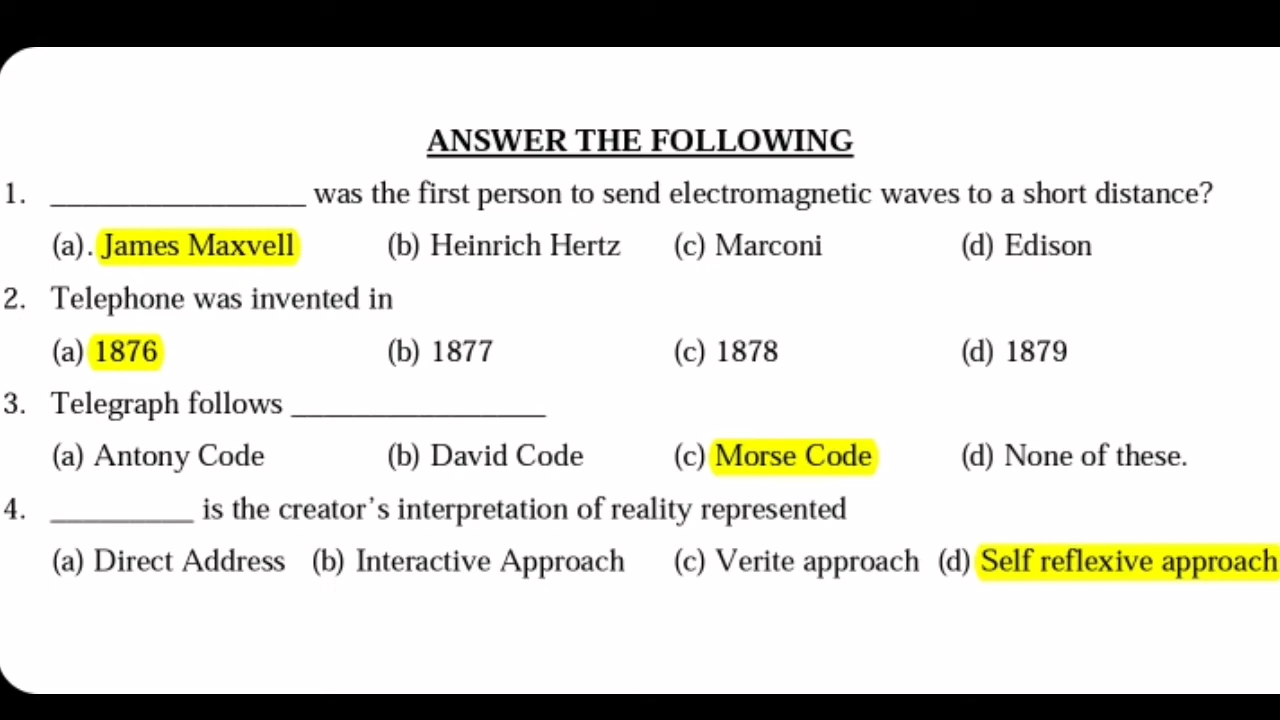 ANSWER THE FOLLOWING
1. ________________ was the first person to send electromagnetic waves to a short distance?
(a). James Maxvell (b) Heinrich Hertz (c) Marconi (d) Edison
2. Telephone was invented in
(a) 1876 (b) 1877 (c) 1878 (d) 1879
3. Telegraph follows ________________
(a) Antony Code (b) David Code (c) Morse Code (d) None of these.
4. _________ is the creator’s interpretation of reality represented
(a) Direct Address (b) Interactive Approach (c) Verite approach (d) Self reflexive approach